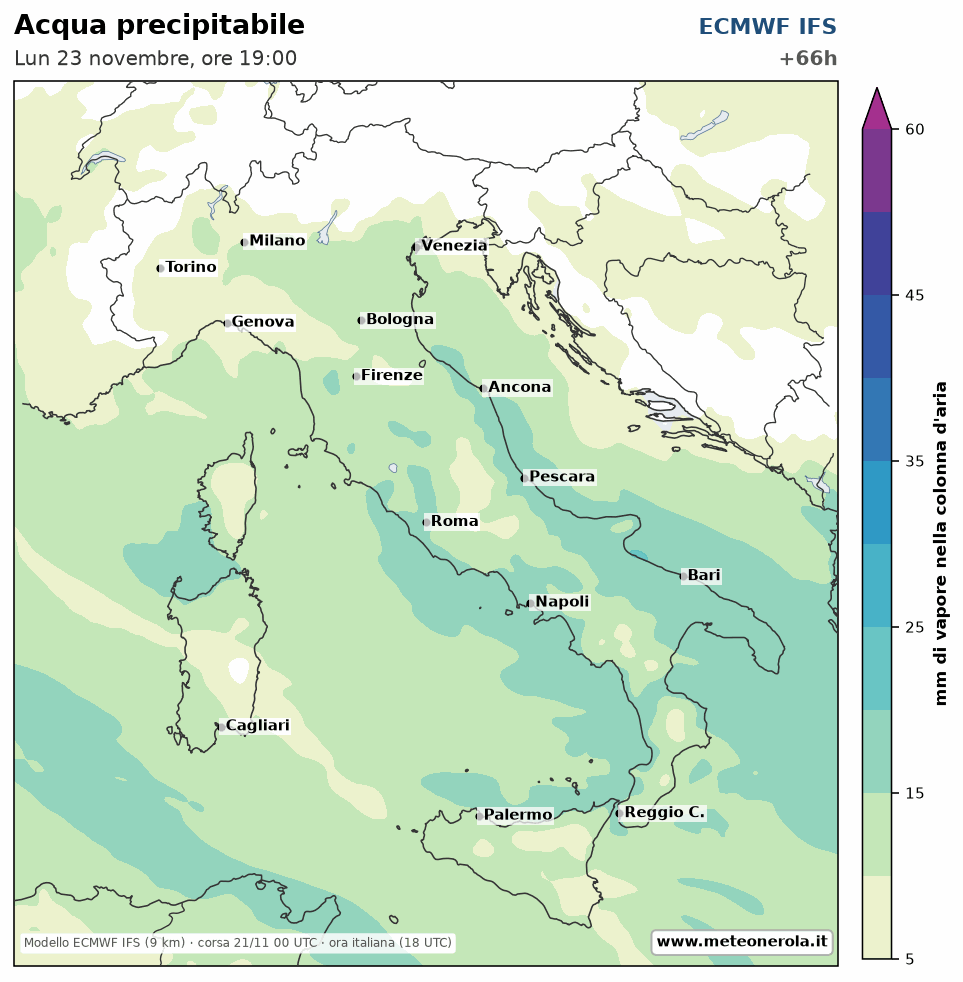 Acqua precipitabile
ECMWF IFS
Lun 23 novembre, ore 19:00
+66h
Milano
Venezia
Torino
Genova
Bologna
Firenze
Ancona
Pescara
Roma
Bari
Napoli
Cagliari
Palermo
Reggio C.
60
45
35
25
15
5
mm di vapore nella colonna d'aria
Modello ECMWF IFS (9 km) · corsa 21/11 00 UTC · ora italiana (18 UTC)
www.meteonerola.it